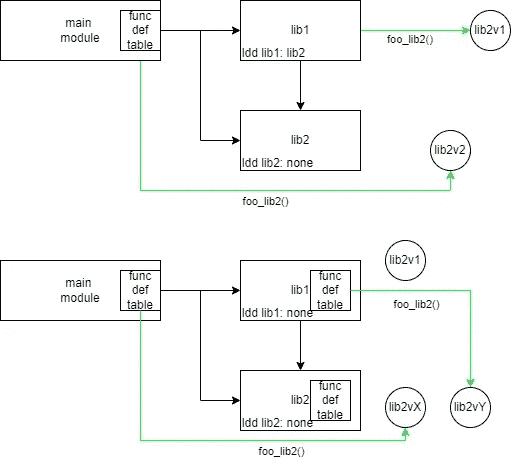 main
module
func
def
table
lib1
ldd lib1: lib2
foo_lib2()
lib2v1
lib2
ldd lib2: none
lib2v2
foo_lib2()
main
module
func
def
table
lib1
func
def
table
ldd lib1: none
lib2v1
foo_lib2()
lib2
func
def
table
ldd lib2: none
lib2vX
lib2vY
foo_lib2()